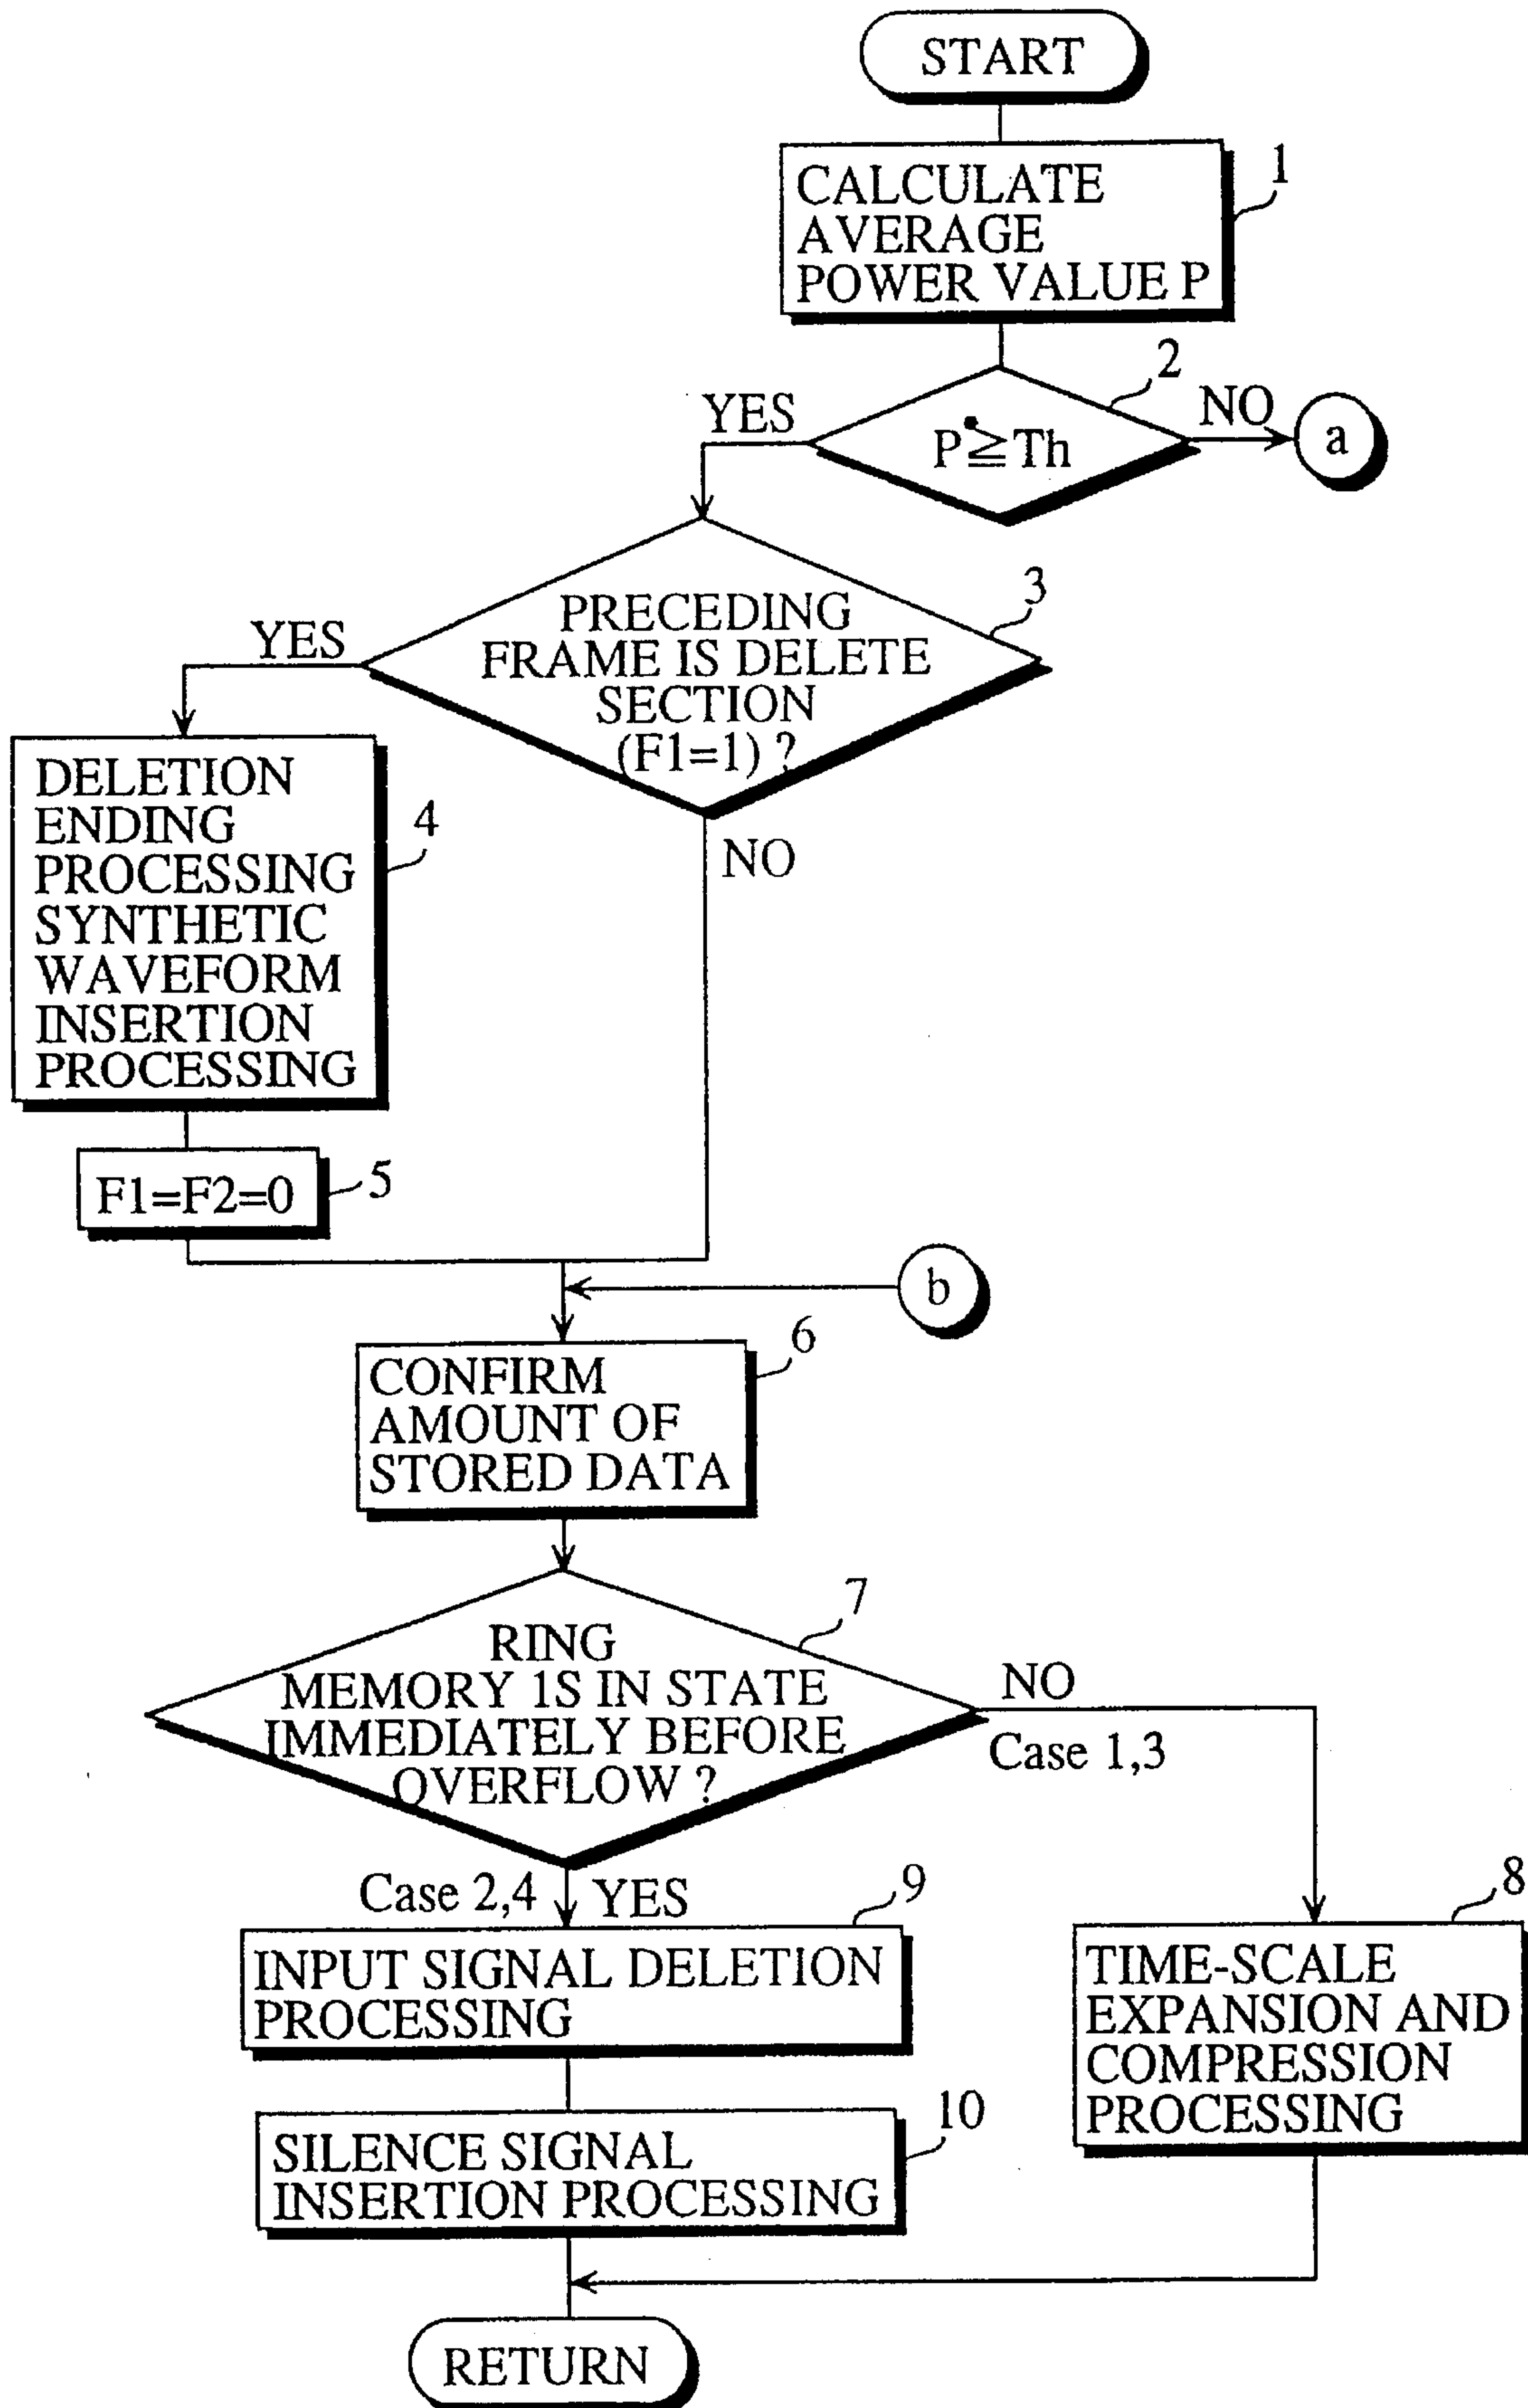 START
CALCULATE
AVERAGE
POWER VALUE P
1
2
P≧Th
YES
NO
a
PRECEDING
FRAME IS DELETE
SECTION
(F1=1) ?
3
YES
NO
DELETION
ENDING
PROCESSING
SYNTHETIC
WAVEFORM
INSERTION
PROCESSING
4
F1=F2=0
5
b
CONFIRM
AMOUNT OF
STORED DATA
6
RING
MEMORY 1S IN STATE
IMMEDIATELY BEFORE
OVERFLOW ?
7
NO
Case 1,3
Case 2,4
YES
INPUT SIGNAL DELETION
PROCESSING
9
TIME-SCALE
EXPANSION AND
COMPRESSION
PROCESSING
8
SILENCE SIGNAL
INSERTION PROCESSING
10
RETURN